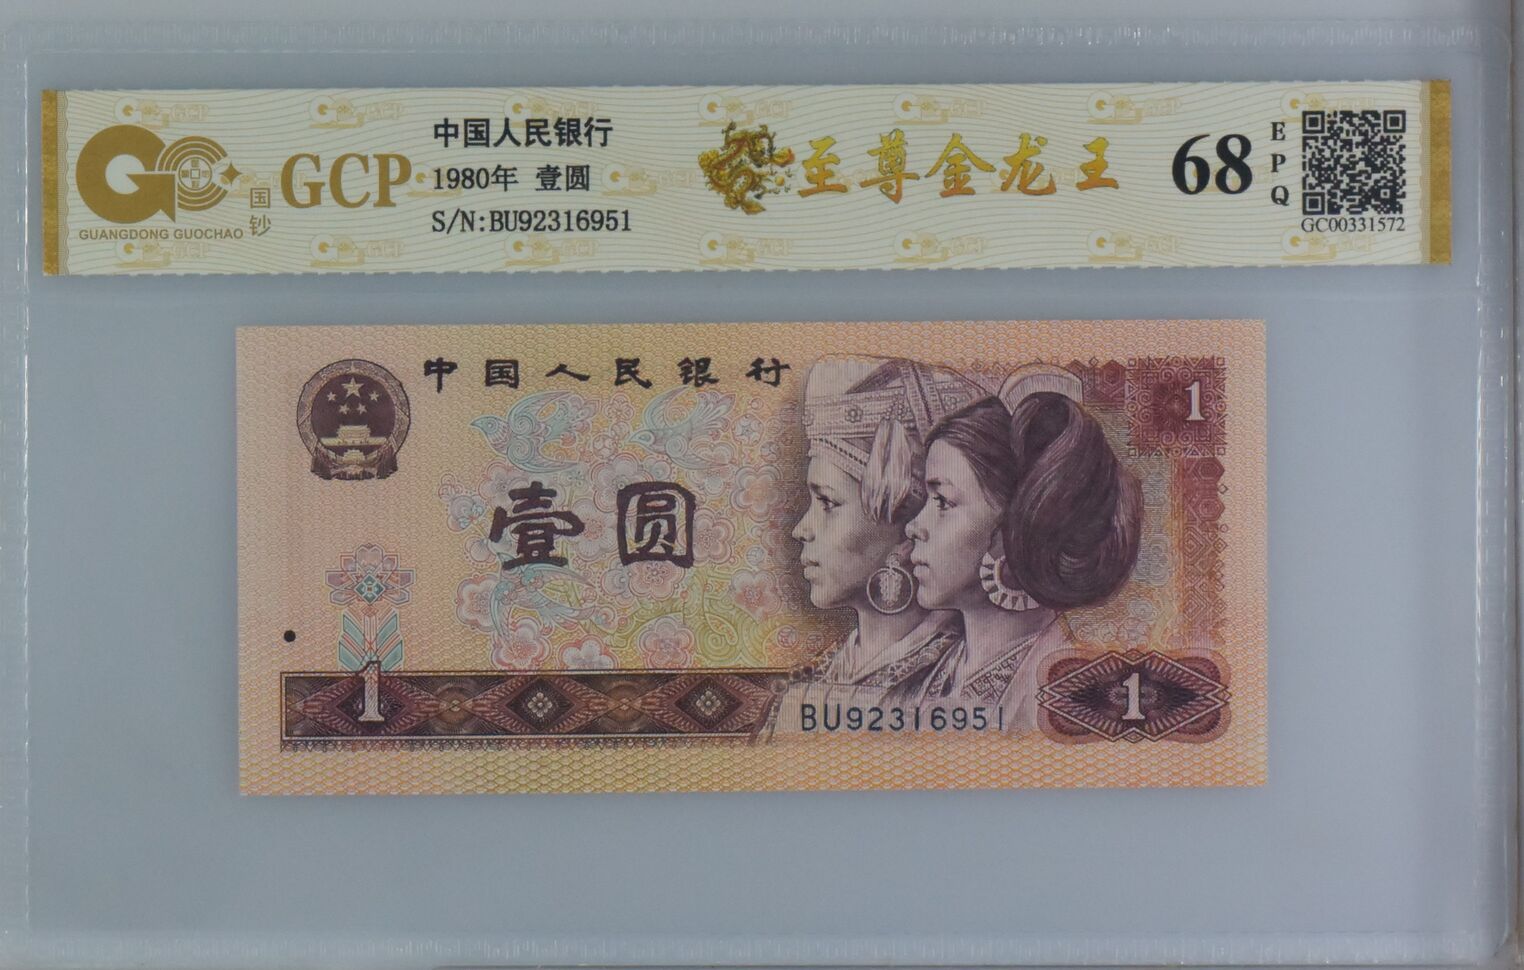 GCP
国钞
GUANGDONG GUOCHAO
中国人民银行
1980年 壹圆
S/N:BU92316951
至尊金龙王
68
EPQ
GC00331572
中国人民银行
1
壹圆
1
BU92316951
1